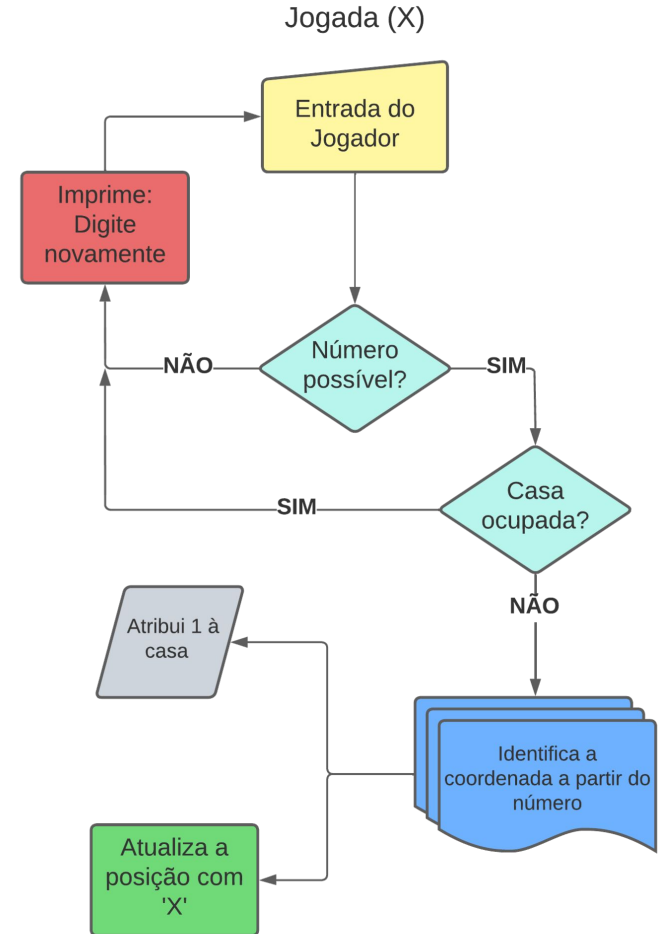 Jogada (X)
Entrada do
Jogador
Imprime:
Digite
novamente
Número
possível?
NÃO
SIM
Casa
ocupada?
SIM
NÃO
Atribui 1 à
casa
Identifica a
coordenada a partir do
número
Atualiza a
posição com
'X'